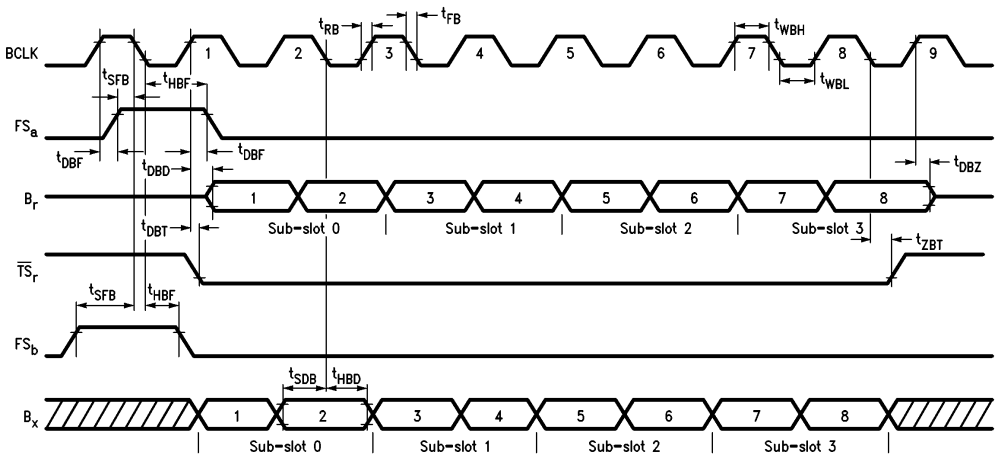 t_RB t_FB t_WBH
BCLK 1 2 3 4 5 6 7 8 9
t_SFB t_HBF t_WBL
FS_a
t_DBF t_DBD t_DBF t_DBZ
B_r 1 2 3 4 5 6 7 8
t_DBT Sub-slot 0 Sub-slot 1 Sub-slot 2 Sub-slot 3
t_ZBT
T̅S̅_r
t_SFB t_HBF
FS_b
t_SDB t_HBD
B_x 1 2 3 4 5 6 7 8
Sub-slot 0 Sub-slot 1 Sub-slot 2 Sub-slot 3